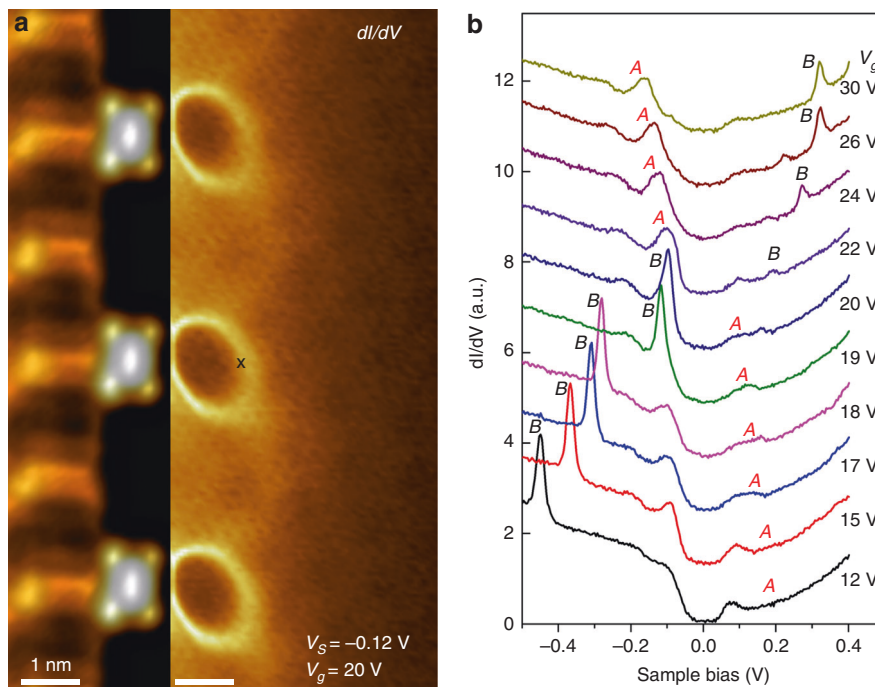 a
dI/dV
x
V_S = −0.12 V
V_g = 20 V
1 nm
b
V_g
30 V
26 V
24 V
22 V
20 V
19 V
18 V
17 V
15 V
12 V
A
B
A
B
A
B
A
B
B
A
B
A
B
A
B
A
B
A
B
A
dI/dV (a.u.)
12
10
8
6
4
2
0
−0.4
−0.2
0.0
0.2
0.4
Sample bias (V)